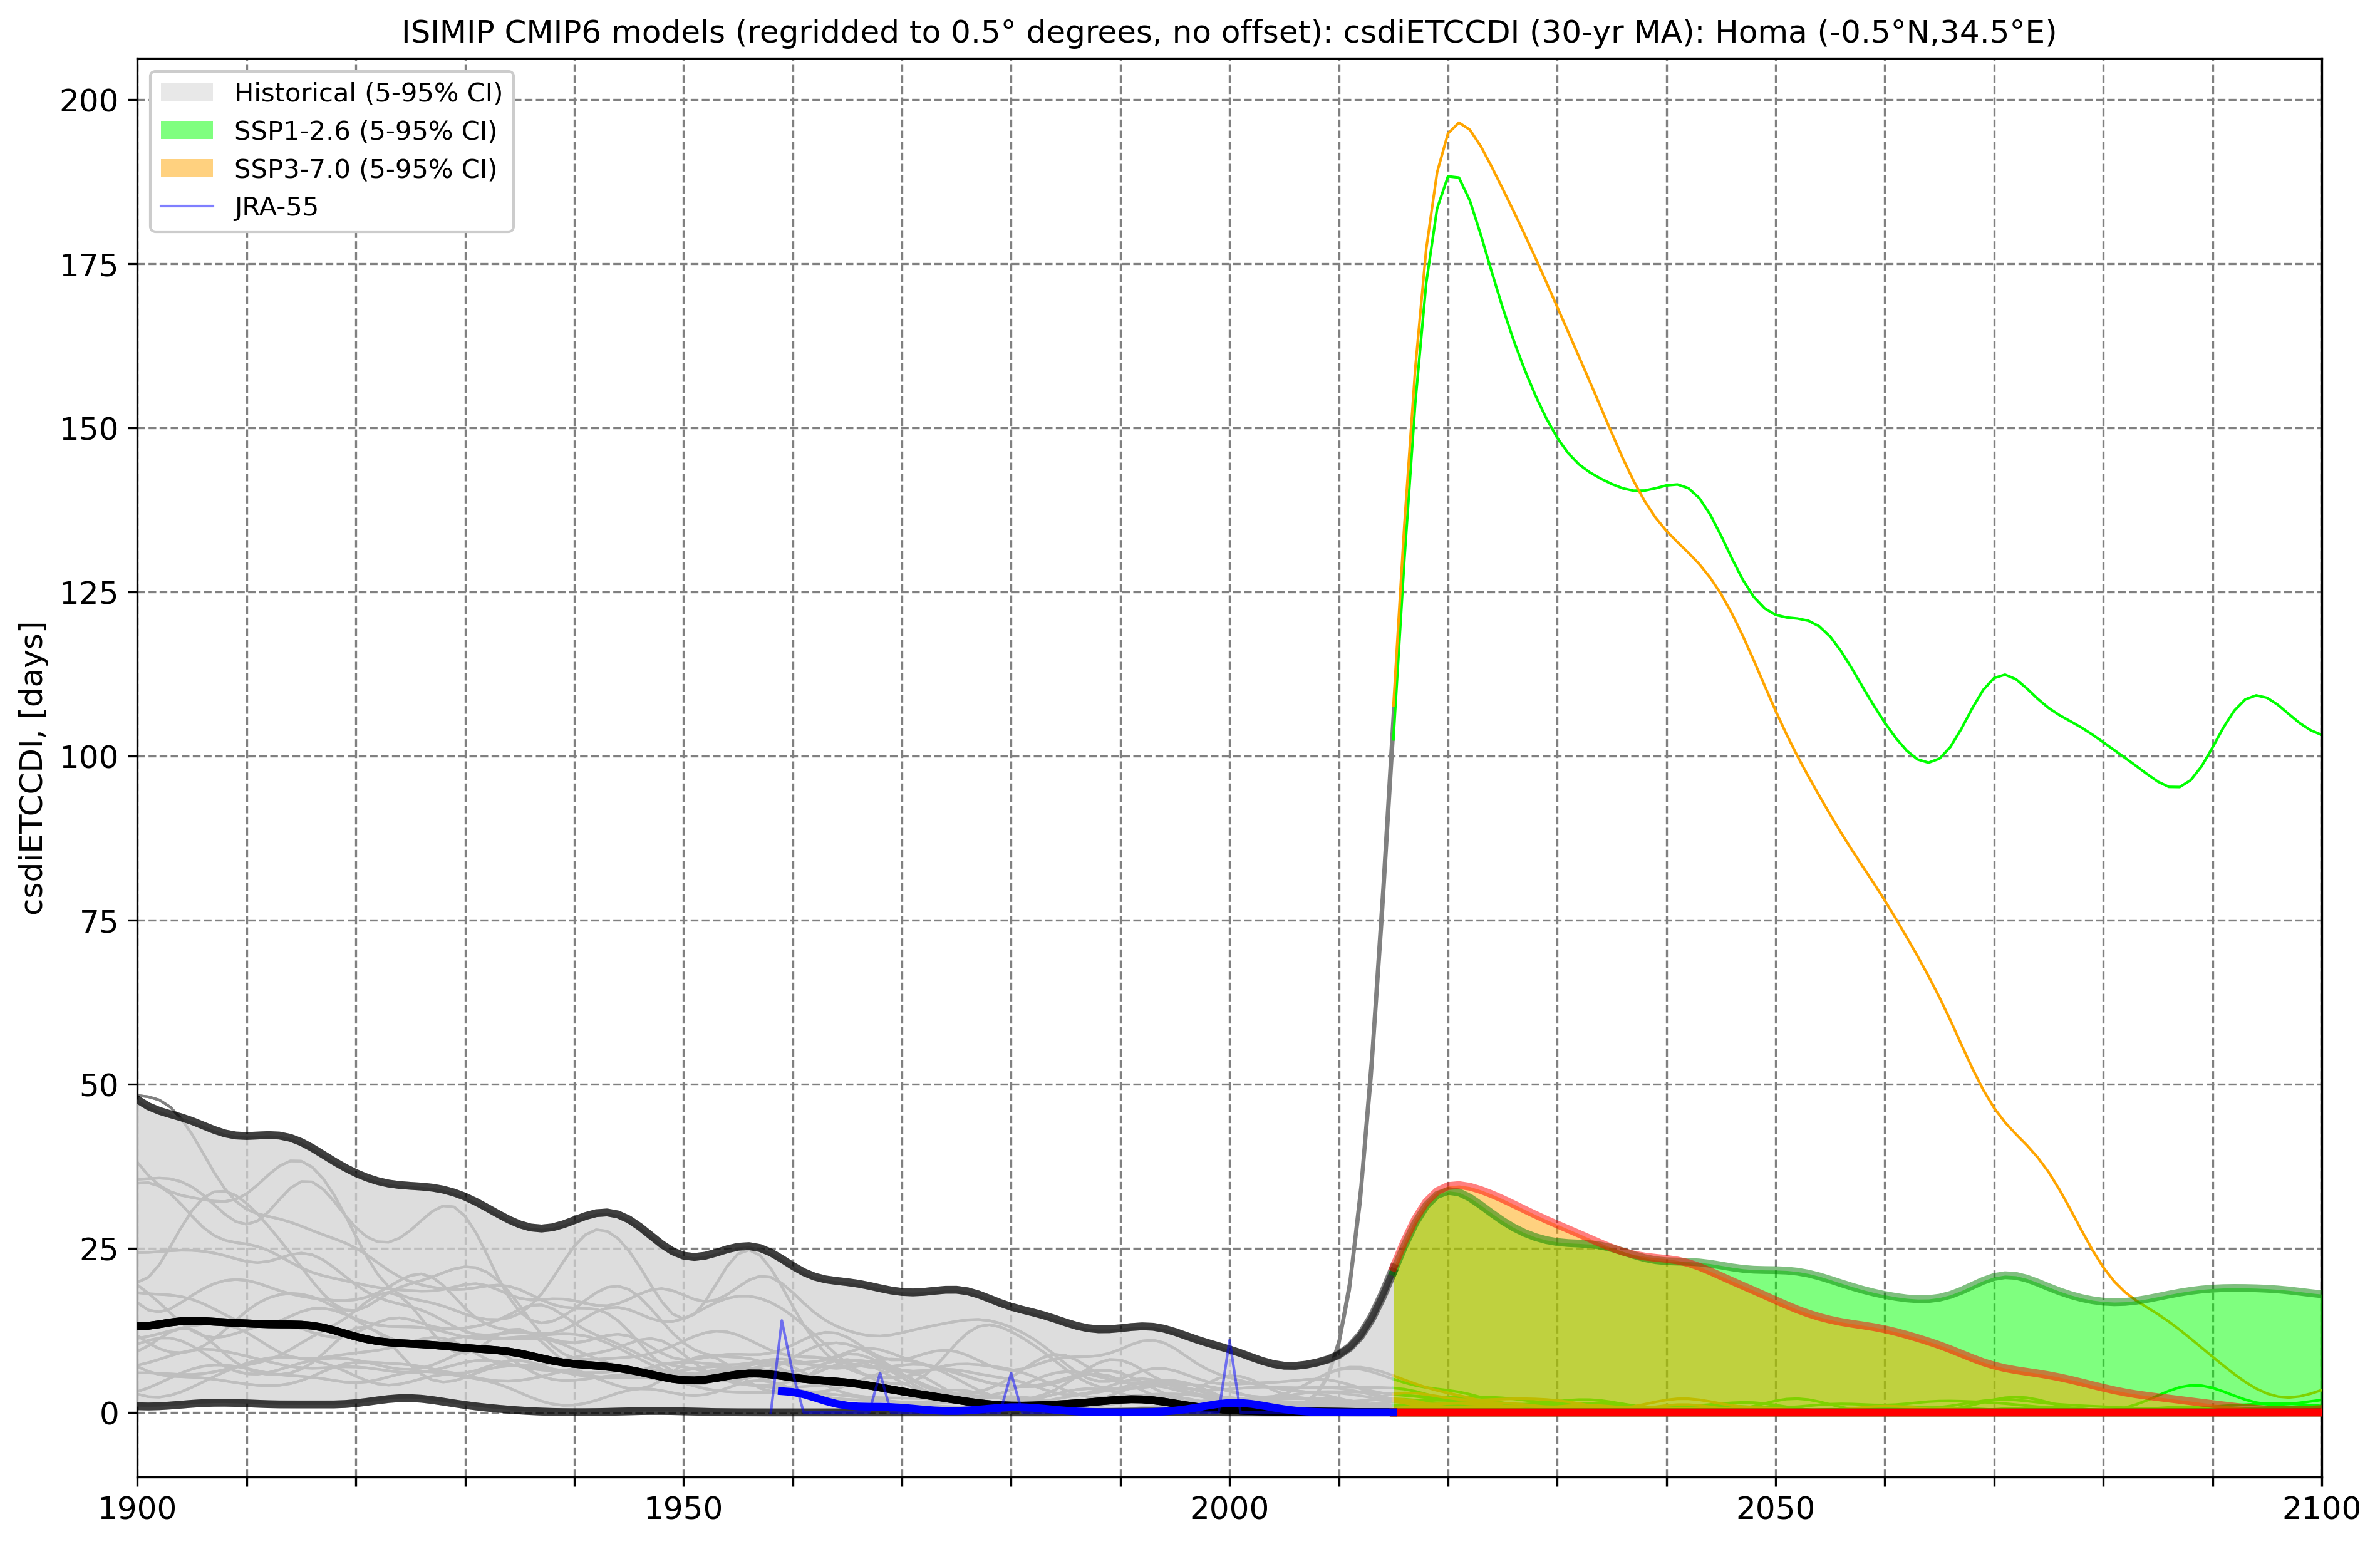 ISIMIP CMIP6 models (regridded to 0.5° degrees, no offset): csdiETCCDI (30-yr MA): Homa (-0.5°N,34.5°E)
Historical (5-95% CI)
SSP1-2.6 (5-95% CI)
SSP3-7.0 (5-95% CI)
JRA-55
csdiETCCDI, [days]
200
175
150
125
100
75
50
25
0
1900
1950
2000
2050
2100